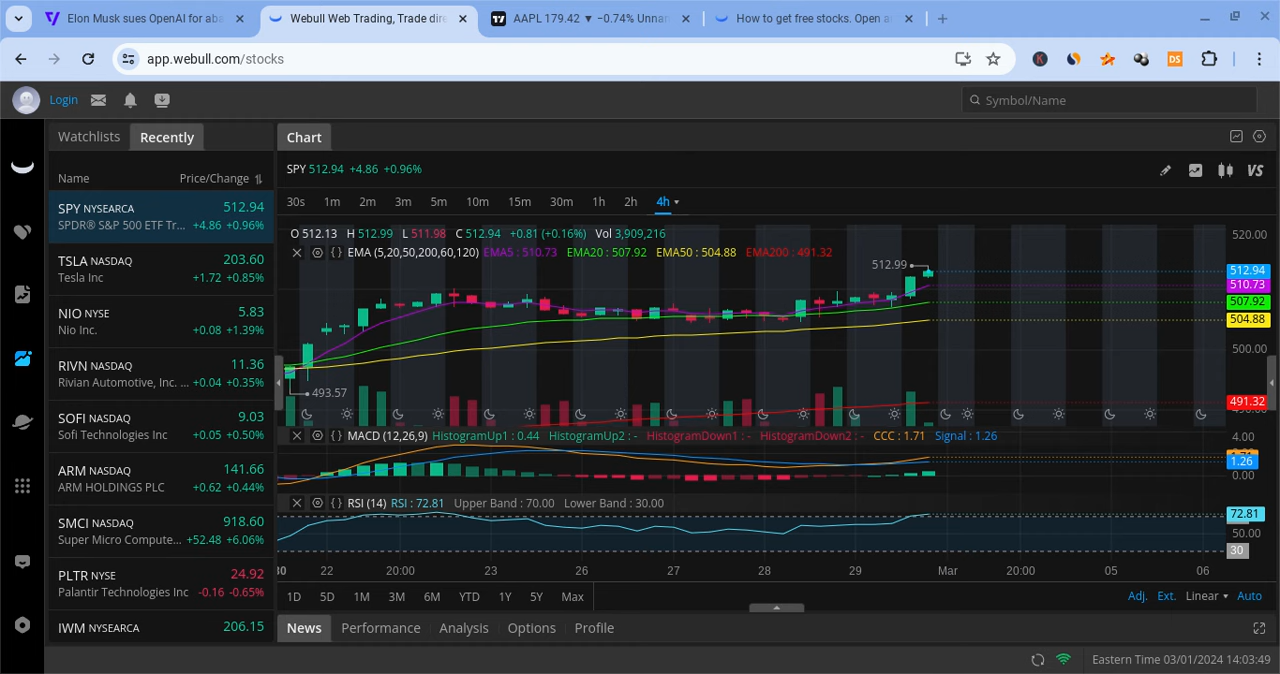 Elon Musk sues OpenAI for aba
Webull Web Trading, Trade dire
AAPL 179.42 ▼ −0.74% Unnar
How to get free stocks. Open a
app.webull.com/stocks
Login
Symbol/Name
Watchlists Recently Chart
Name Price/Change
SPY NYSEARCA 512.94
SPDR® S&P 500 ETF Tr... +4.86 +0.96%
TSLA NASDAQ 203.60
Tesla Inc +1.72 +0.85%
NIO NYSE 5.83
Nio Inc. +0.08 +1.39%
RIVN NASDAQ 11.36
Rivian Automotive, Inc. ... +0.04 +0.35%
SOFI NASDAQ 9.03
Sofi Technologies Inc +0.05 +0.50%
ARM NASDAQ 141.66
ARM HOLDINGS PLC +0.62 +0.44%
SMCI NASDAQ 918.60
Super Micro Compute... +52.48 +6.06%
PLTR NYSE 24.92
Palantir Technologies Inc -0.16 -0.65%
IWM NYSEARCA 206.15
SPY 512.94 +4.86 +0.96%
VS
30s 1m 2m 3m 5m 10m 15m 30m 1h 2h 4h
O 512.13 H 512.99 L 511.98 C 512.94 +0.81 (+0.16%) Vol 3,909,216
EMA (5,20,50,200,60,120) EMA5 : 510.73 EMA20 : 507.92 EMA50 : 504.88 EMA200 : 491.32
512.99
493.57
520.00
512.94
510.73
507.92
504.88
500.00
491.32
MACD (12,26,9) HistogramUp1 : 0.44 HistogramUp2 : - HistogramDown1 : - HistogramDown2 : - CCC : 1.71 Signal : 1.26
4.00
1.26
0.00
RSI (14) RSI : 72.81 Upper Band : 70.00 Lower Band : 30.00
72.81
50.00
30
30 22 20:00 23 26 27 28 29 Mar 20:00 05 06
1D 5D 1M 3M 6M YTD 1Y 5Y Max
Adj. Ext. Linear Auto
News Performance Analysis Options Profile
Eastern Time 03/01/2024 14:03:49
K
DS